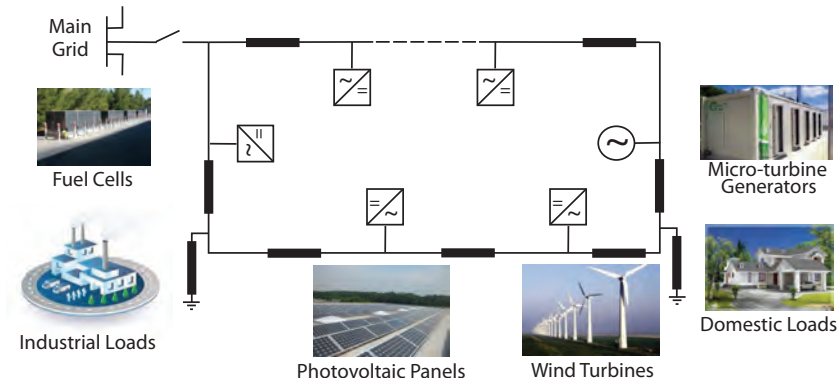 Main
Grid
Fuel Cells
Micro-turbine
Generators
Industrial Loads
Photovoltaic Panels
Wind Turbines
Domestic Loads